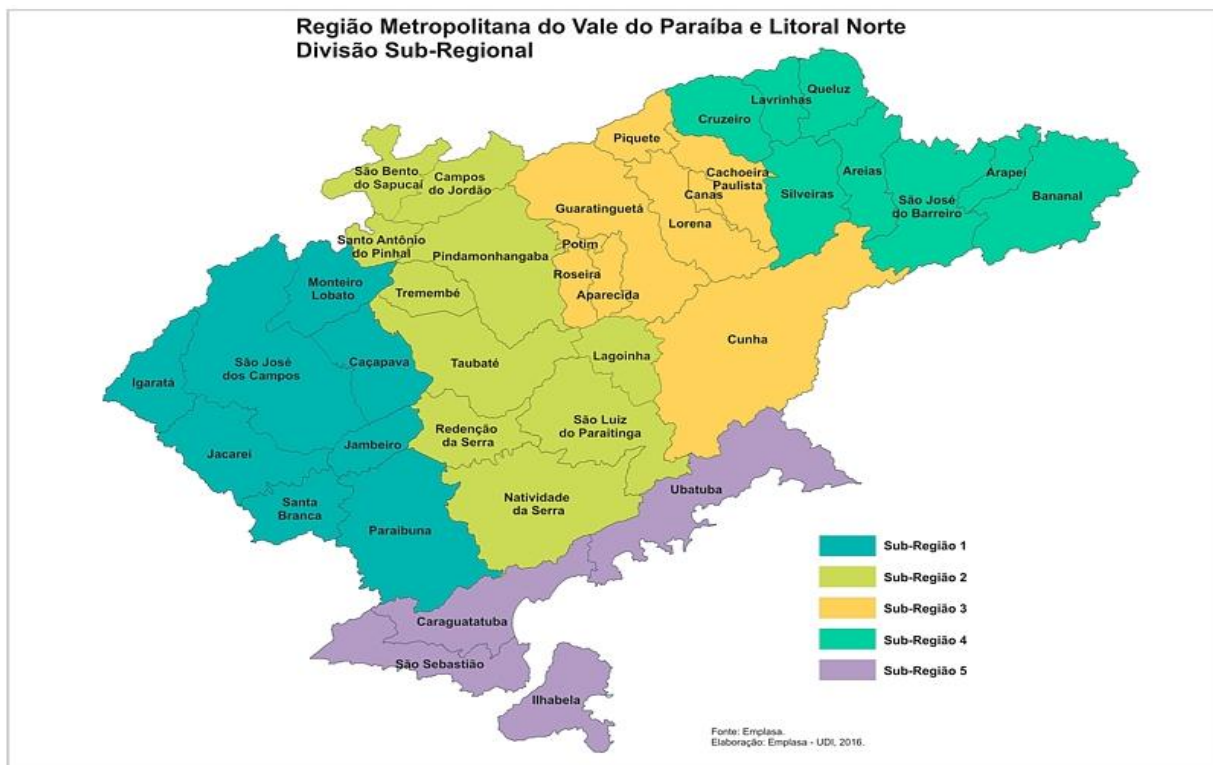 Região Metropolitana do Vale do Paraíba e Litoral Norte
Divisão Sub-Regional
Queluz
Lavrinhas
Cruzeiro
Piquete
São Bento
do Sapucaí
Campos
do Jordão
Cachoeira
Paulista
Canas
Silveiras
Areias
Arapeí
Bananal
São José
do Barreiro
Guaratinguetá
Lorena
Santo Antônio
do Pinhal
Pindamonhangaba
Potim
Roseira
Aparecida
Monteiro
Lobato
Tremembé
Cunha
São José
dos Campos
Caçapava
Taubaté
Lagoinha
Igaratá
Redenção
da Serra
São Luiz
do Paraitinga
Jambeiro
Jacareí
Ubatuba
Santa
Branca
Natividade
da Serra
Paraibuna
Caraguatatuba
São Sebastião
Ilhabela
Sub-Região 1
Sub-Região 2
Sub-Região 3
Sub-Região 4
Sub-Região 5
Fonte: Emplasa.
Elaboração: Emplasa - UDI, 2016.